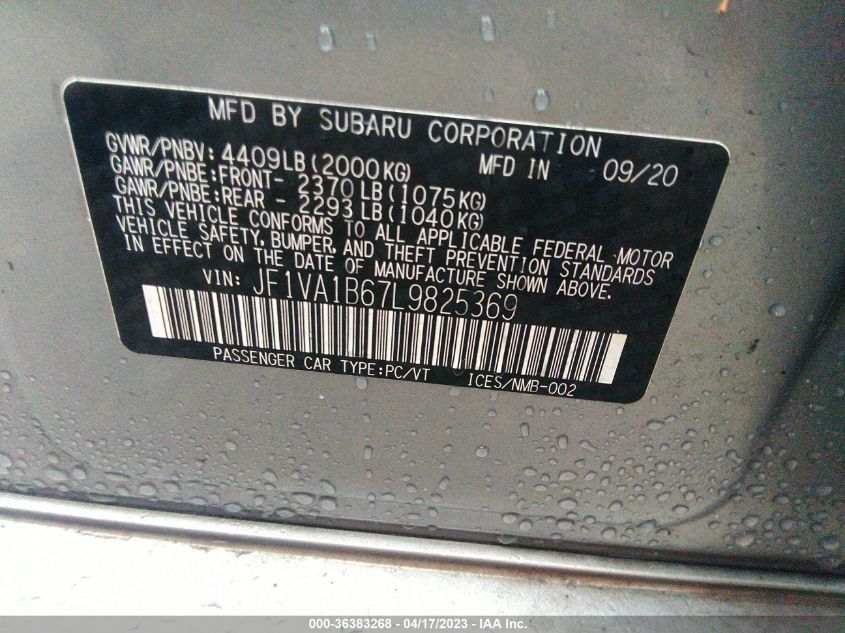 MFD BY SUBARU CORPORATION
GVWR/PNBV: 4409LB(2000KG) MFD IN 09/20
GAWR/PNBE:FRONT- 2370LB(1075KG)
GAWR/PNBE:REAR - 2293LB(1040KG)
THIS VEHICLE CONFORMS TO ALL APPLICABLE FEDERAL MOTOR
VEHICLE SAFETY, BUMPER, AND THEFT PREVENTION STANDARDS
IN EFFECT ON THE DATE OF MANUFACTURE SHOWN ABOVE.
VIN: JF1VA1B67L9825369
PASSENGER CAR TYPE:PC/VT ICES/NMB-002
000-36383268 - 04/17/2023 - IAA Inc.